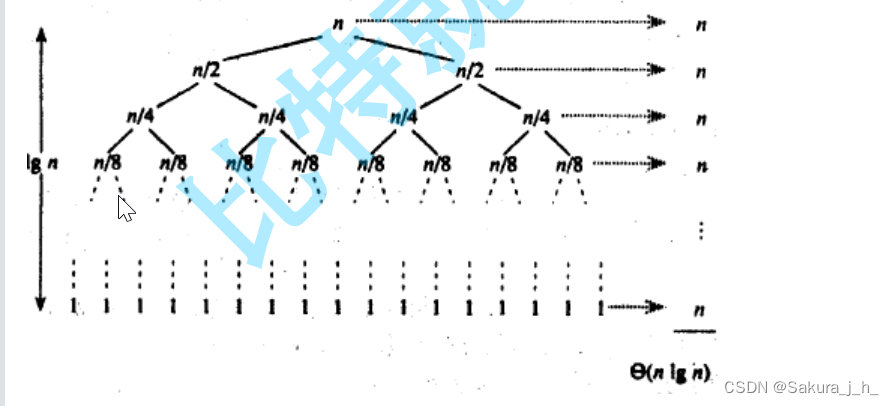 n n
n/2 n/2 n
n/4 n/4 n/4 n/4 n
lg n n/8 n/8 n/8 n/8 n/8 n/8 n/8 n/8 n
⋮
1 1 1 1 1 1 1 1 1 1 1 1 1 1 1 1 1 n
Θ(n lg n)
比特就
CSDN @Sakura_j_h_